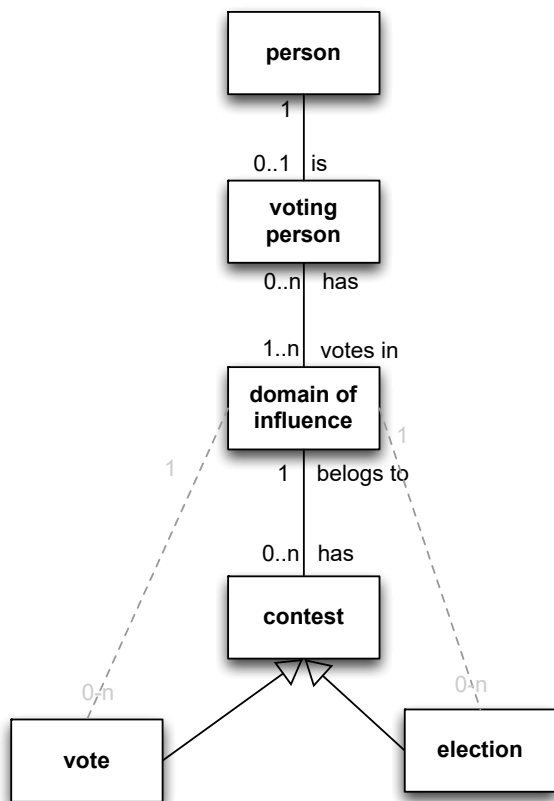 person
1
0..1 is
voting
person
0..n has
1..n votes in
domain of
influence
1
1
1 belogs to
0..n has
contest
0-n
0-n
vote
election